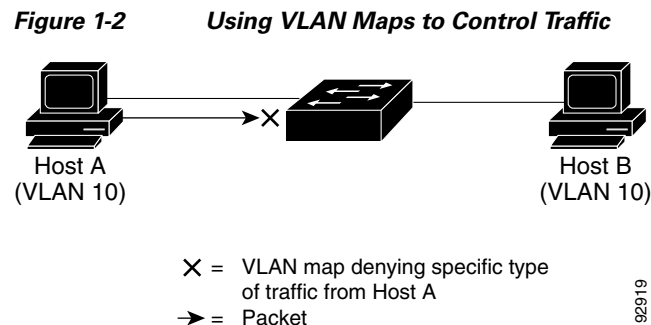 Figure 1-2 Using VLAN Maps to Control Traffic
Host A
(VLAN 10)
Host B
(VLAN 10)
X = VLAN map denying specific type
of traffic from Host A
→ = Packet
92919